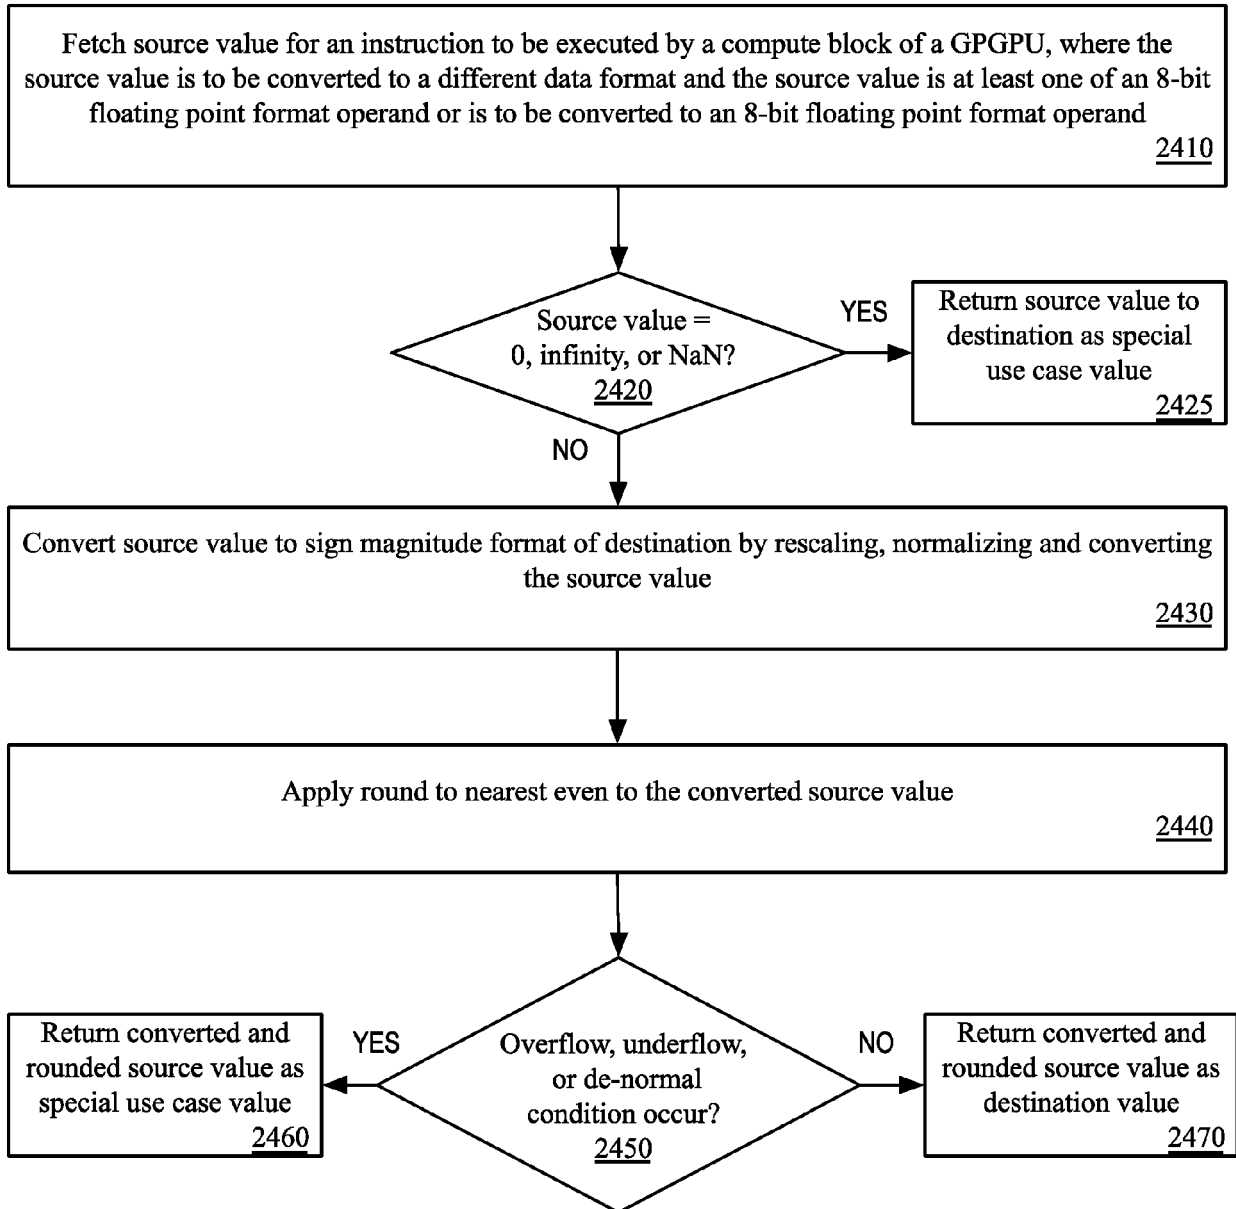 Fetch source value for an instruction to be executed by a compute block of a GPGPU, where the
source value is to be converted to a different data format and the source value is at least one of an 8-bit
floating point format operand or is to be converted to an 8-bit floating point format operand
2410
Source value =
0, infinity, or NaN?
2420
YES
Return source value to
destination as special
use case value
2425
NO
Convert source value to sign magnitude format of destination by rescaling, normalizing and converting
the source value
2430
Apply round to nearest even to the converted source value
2440
Return converted and
rounded source value as
special use case value
2460
YES
Overflow, underflow,
or de-normal
condition occur?
2450
NO
Return converted and
rounded source value as
destination value
2470